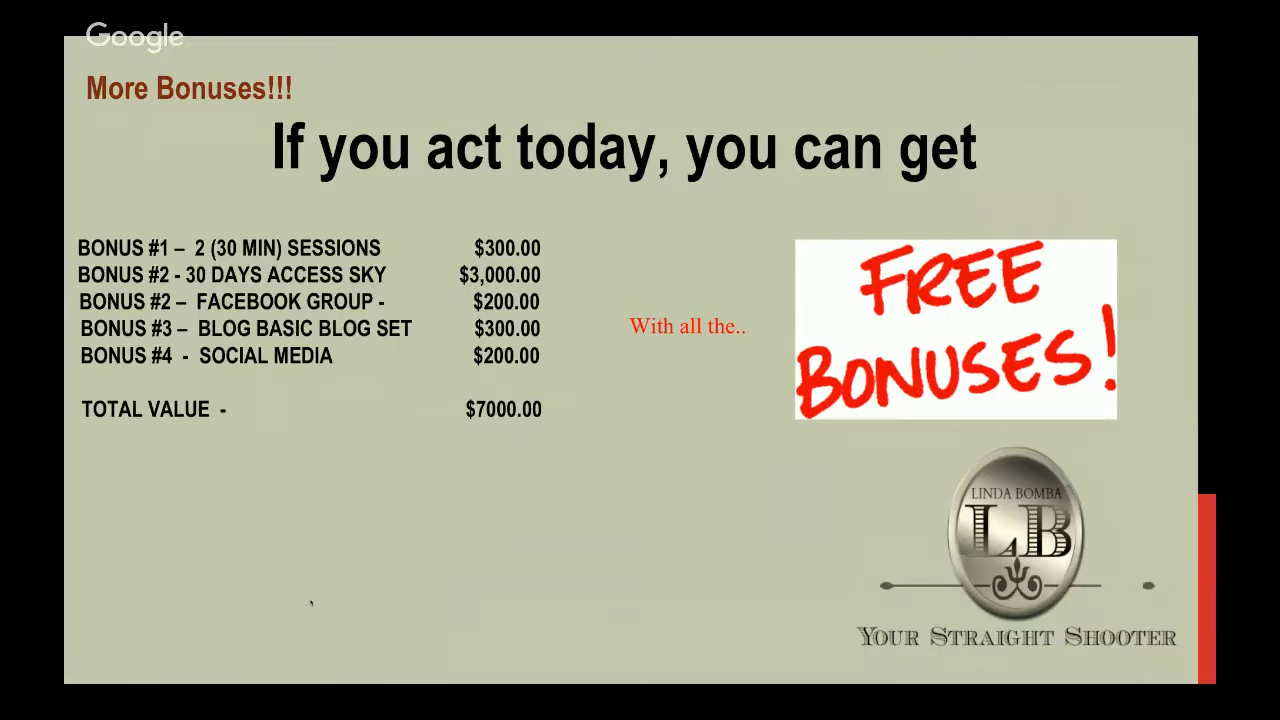 Google
More Bonuses!!!
If you act today, you can get
BONUS #1 – 2 (30 MIN) SESSIONS $300.00
BONUS #2 - 30 DAYS ACCESS SKY $3,000.00
BONUS #2 – FACEBOOK GROUP - $200.00
BONUS #3 – BLOG BASIC BLOG SET $300.00
BONUS #4 - SOCIAL MEDIA $200.00
TOTAL VALUE - $7000.00
With all the..
FREE
BONUSES!
LINDA BOMBA
LB
YOUR STRAIGHT SHOOTER